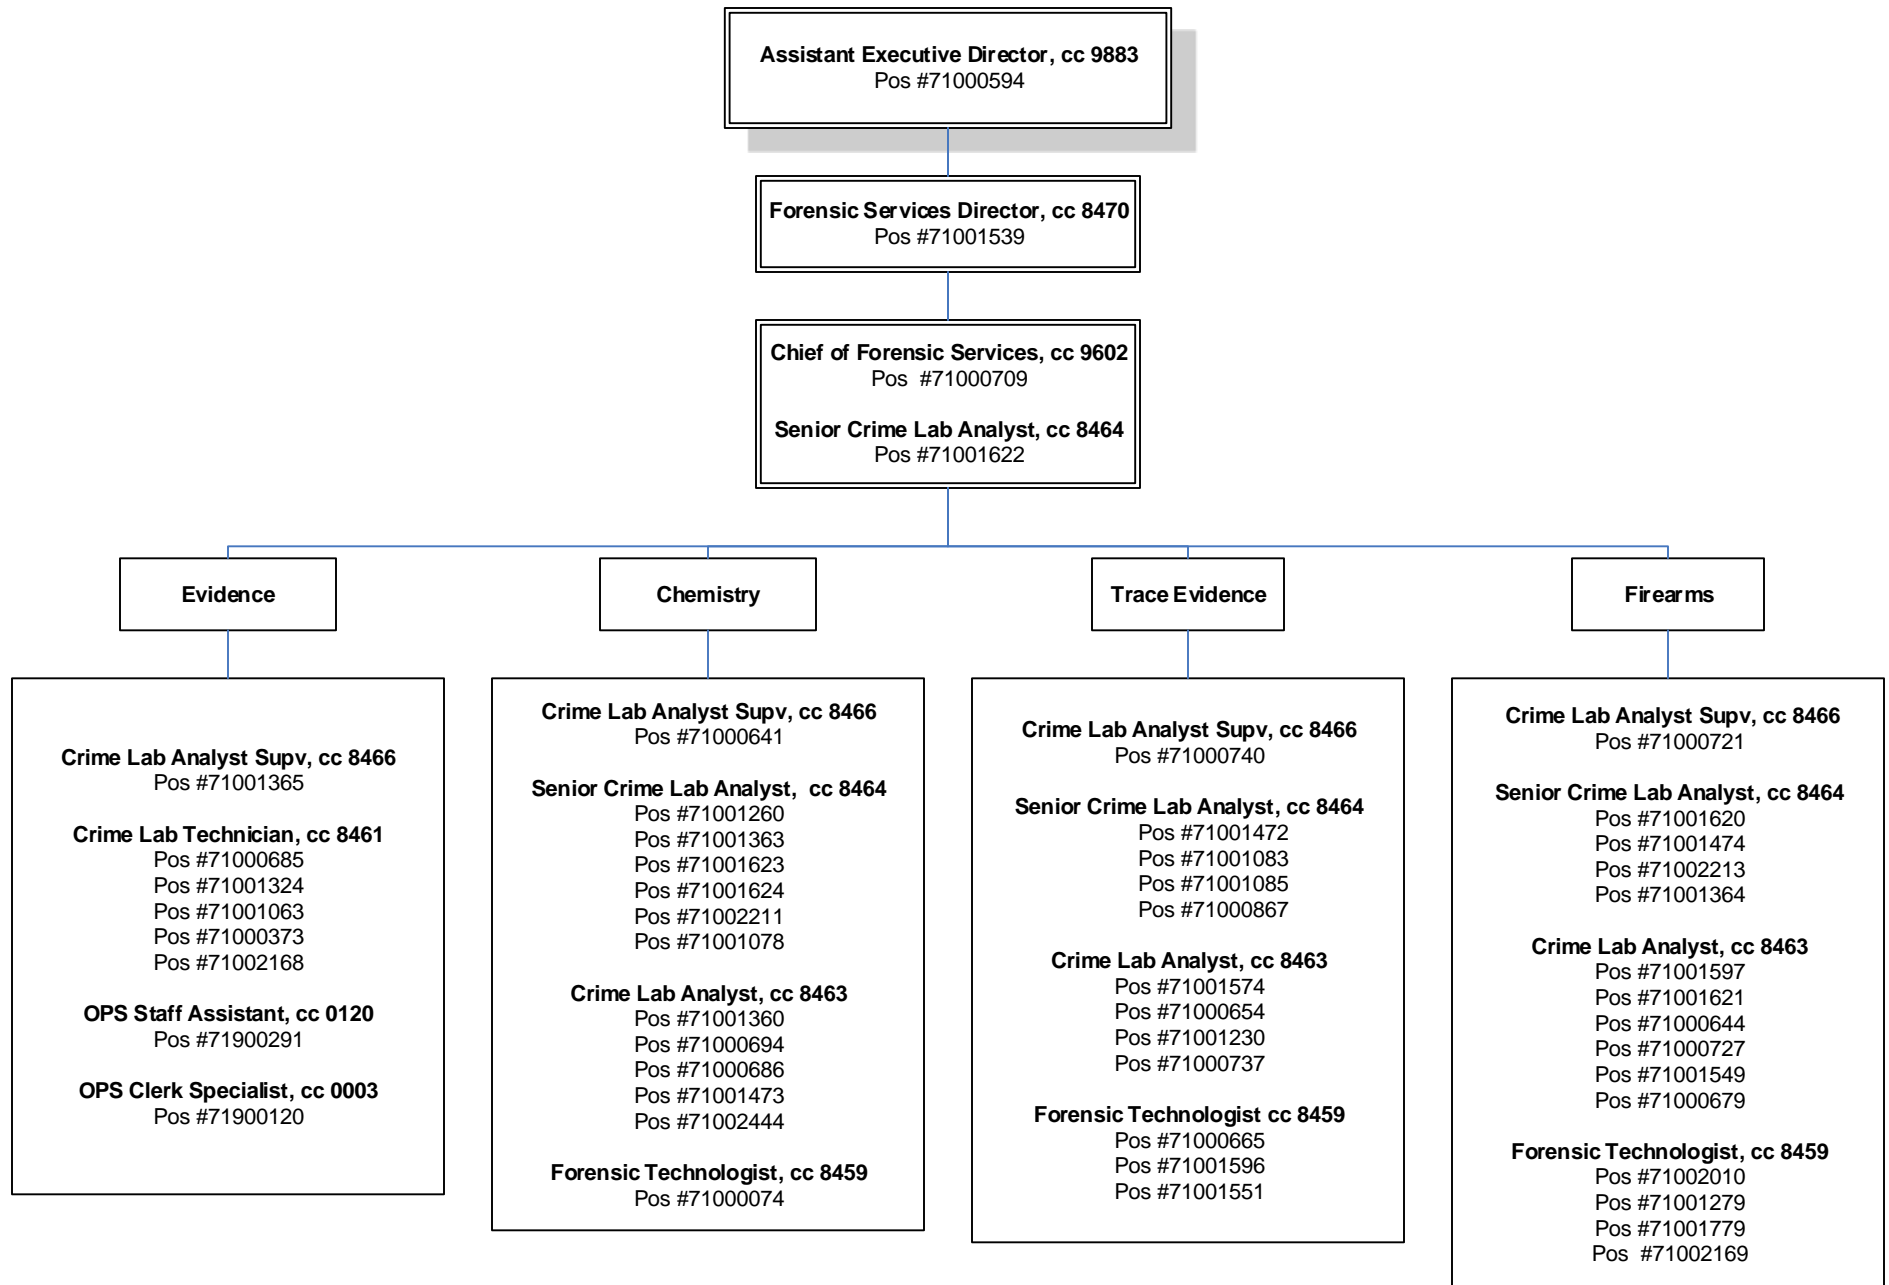 Assistant Executive Director, cc 9883
Pos #71000594
Forensic Services Director, cc 8470
Pos #71001539
Chief of Forensic Services, cc 9602
Pos  #71000709
Senior Crime Lab Analyst, cc 8464
Pos #71001622
Evidence
Crime Lab Analyst Supv, cc 8466
Pos #71001365
Crime Lab Technician, cc 8461
Pos #71000685
Pos #71001324
Pos #71001063
Pos #71000373
Pos #71002168
OPS Staff Assistant, cc 0120
Pos #71900291
OPS Clerk Specialist, cc 0003
Pos #71900120
Chemistry
Crime Lab Analyst Supv, cc 8466
Pos #71000641
Senior Crime Lab Analyst,  cc 8464
Pos #71001260
Pos #71001363
Pos #71001623
Pos #71001624
Pos #71002211
Pos #71001078
Crime Lab Analyst, cc 8463
Pos #71001360
Pos #71000694
Pos #71000686
Pos #71001473
Pos #71002444
Forensic Technologist, cc 8459
Pos #71000074
Trace Evidence
Crime Lab Analyst Supv, cc 8466
Pos #71000740
Senior Crime Lab Analyst, cc 8464
Pos #71001472
Pos #71001083
Pos #71001085
Pos #71000867
Crime Lab Analyst, cc 8463
Pos #71001574
Pos #71000654
Pos #71001230
Pos #71000737
Forensic Technologist cc 8459
Pos #71000665
Pos #71001596
Pos #71001551
Firearms
Crime Lab Analyst Supv, cc 8466
Pos #71000721
Senior Crime Lab Analyst, cc 8464
Pos #71001620
Pos #71001474
Pos #71002213
Pos #71001364
Crime Lab Analyst, cc 8463
Pos #71001597
Pos #71001621
Pos #71000644
Pos #71000727
Pos #71001549
Pos #71000679
Forensic Technologist, cc 8459
Pos #71002010
Pos #71001279
Pos #71001779
Pos  #71002169